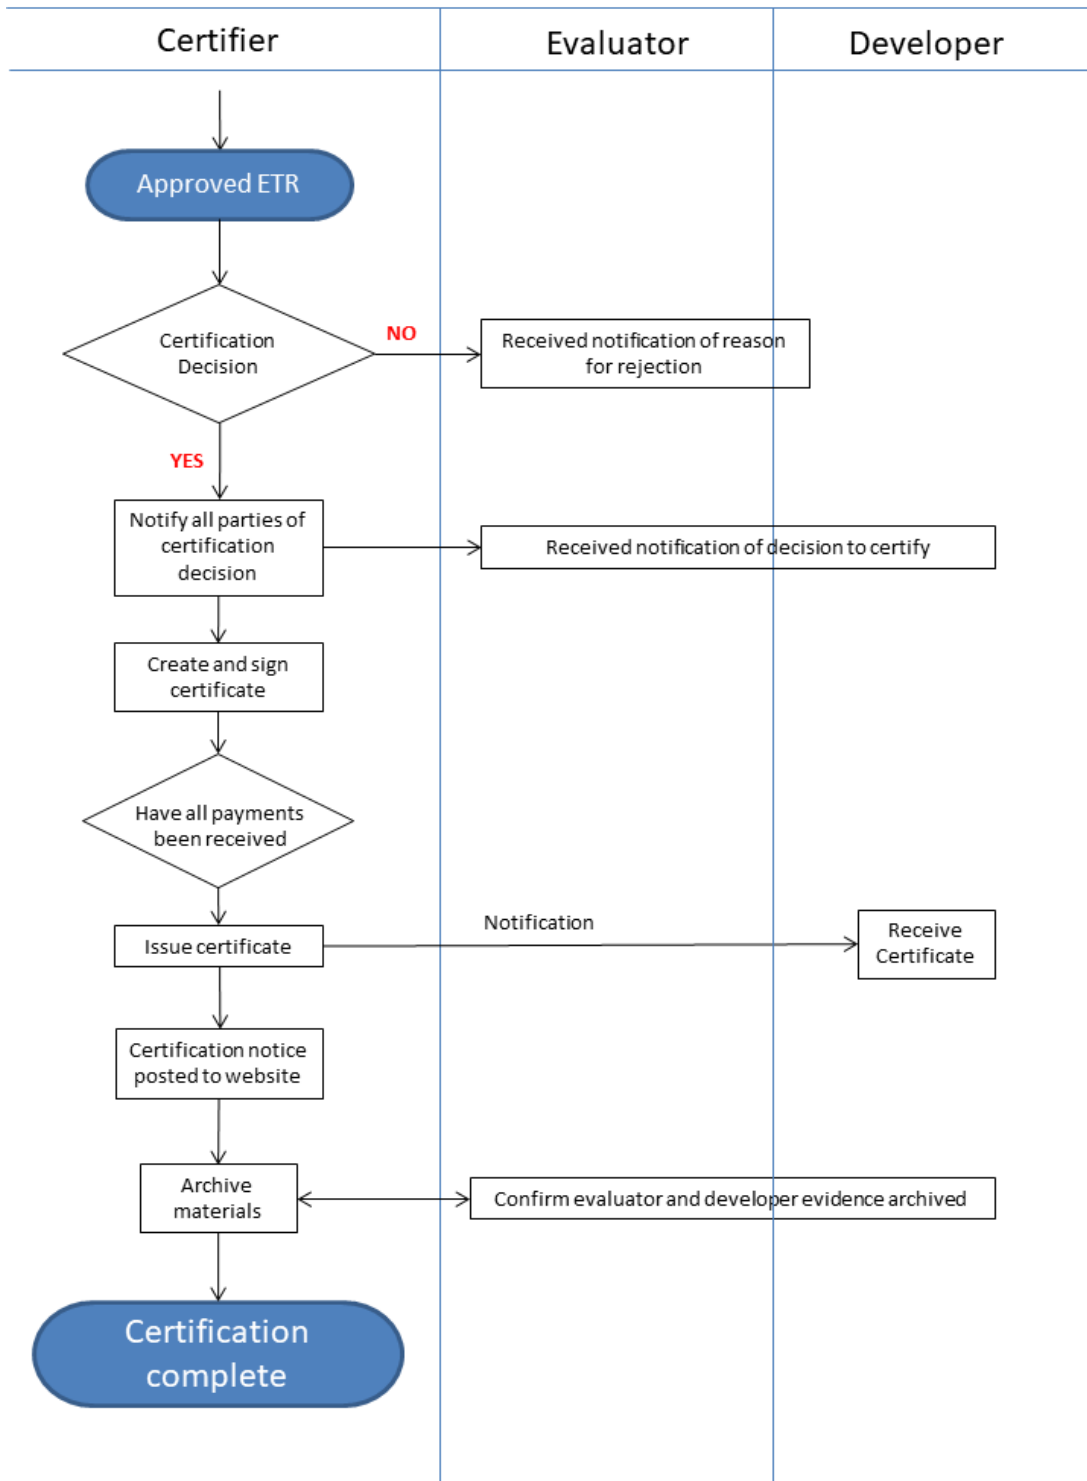 Certifier
Evaluator
Developer
Approved ETR
Certification
Decision
NO
Received notification of reason
for rejection
YES
Notify all parties of
certification
decision
Received notification of decision to certify
Create and sign
certificate
Have all payments
been received
Issue certificate
Notification
Receive
Certificate
Certification notice
posted to website
Archive
materials
Confirm evaluator and developer evidence archived
Certification
complete